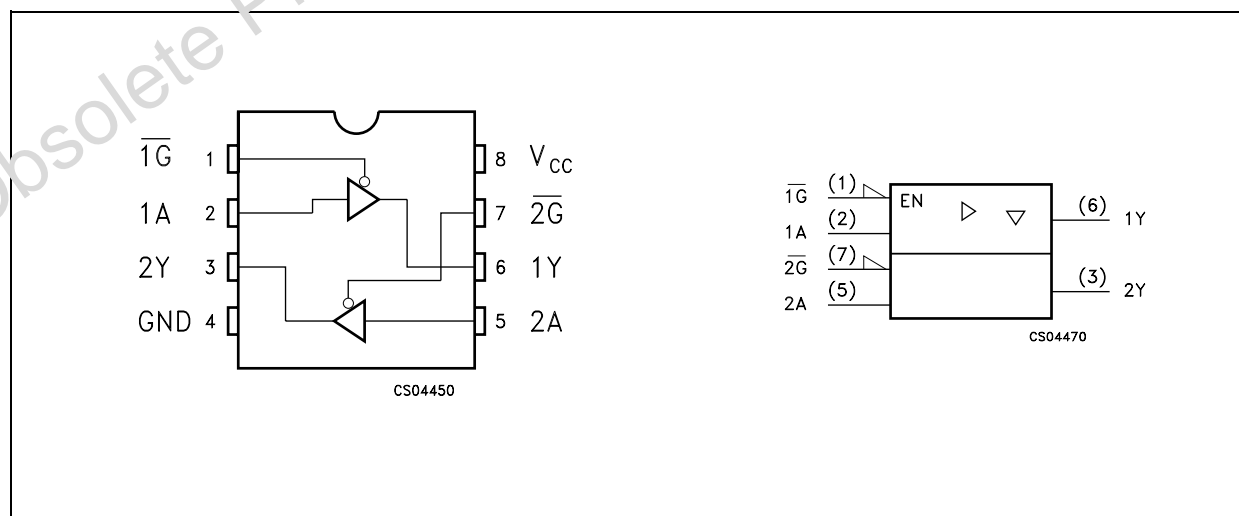 Obsolete P
1G 1 8 VCC
1A 2 7 2G
2Y 3 6 1Y
GND 4 5 2A
CS04450
1G (1) EN (6) 1Y
1A (2)
2G (7) (3) 2Y
2A (5)
CS04470